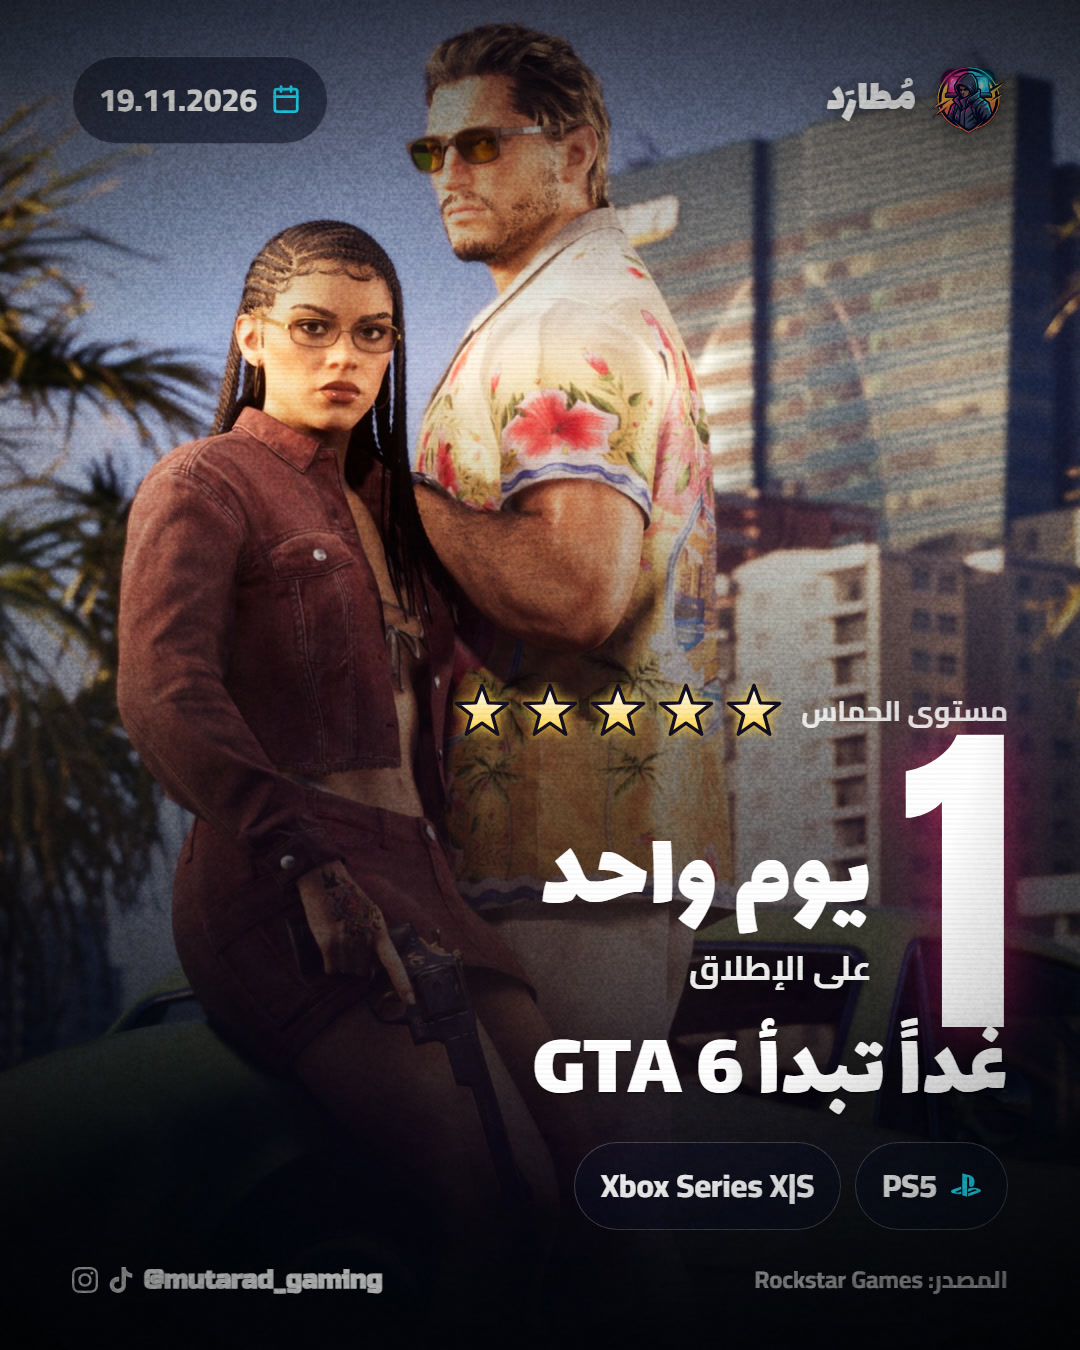 مُطارَد
19.11.2026
مستوى الحماس
1
يوم واحد
على الإطلاق
غداً تبدأ GTA 6
PS5
Xbox Series X|S
المصدر: Rockstar Games
@mutarad_gaming